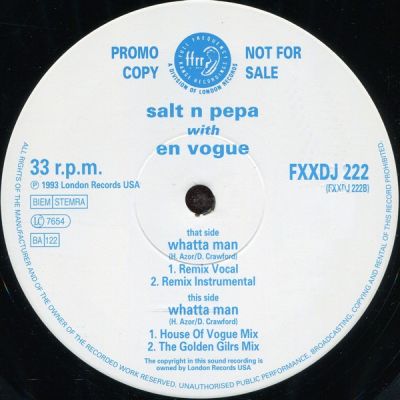 PROMO COPY
NOT FOR SALE
FULL FREQUENCY RANGE RECORDINGS
ffrr
A DIVISION OF LONDON RECORDS
salt n pepa
with
en vogue
33 r.p.m.
FXXDJ 222
(FXXDJ 222B)
℗ 1993 London Records USA
BIEM STEMRA
LC 7654
BA 122
that side
whatta man
(H. Azor/D. Crawford)
1. Remix Vocal
2. Remix Instrumental
this side
whatta man
(H. Azor/D. Crawford)
1. House Of Vogue Mix
2. The Golden Gilrs Mix
The copyright in this sound recording is
owned by London Records USA
ALL RIGHTS OF THE MANUFACTURER AND OF THE OWNER OF THE RECORDED WORK RESERVED. UNAUTHORISED PUBLIC PERFORMANCE, BROADCASTING, COPYING AND RENTAL OF THIS RECORD PROHIBITED.